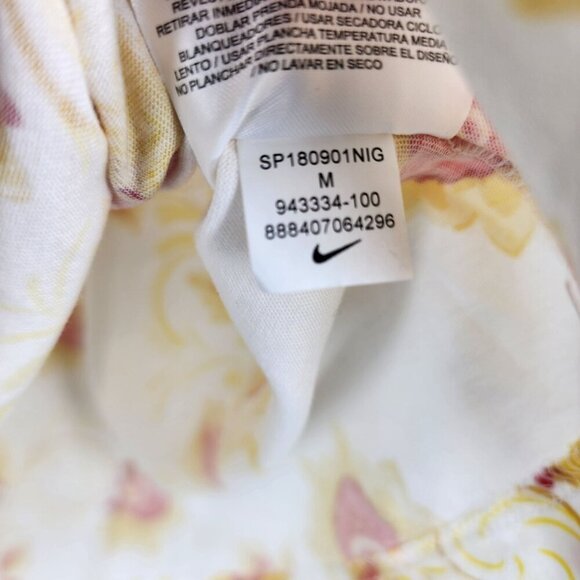 RETIRAR INMEDIATAMENTE
PRENDA MOJADA / NO USAR
DOBLAR
BLANQUEADORES / USAR SECADORA CICLO
LENTO / USAR PLANCHA TEMPERATURA MEDIA
NO PLANCHAR DIRECTAMENTE SOBRE EL DISEÑO
/ NO LAVAR EN SECO
SP180901NIG
M
943334-100
888407064296